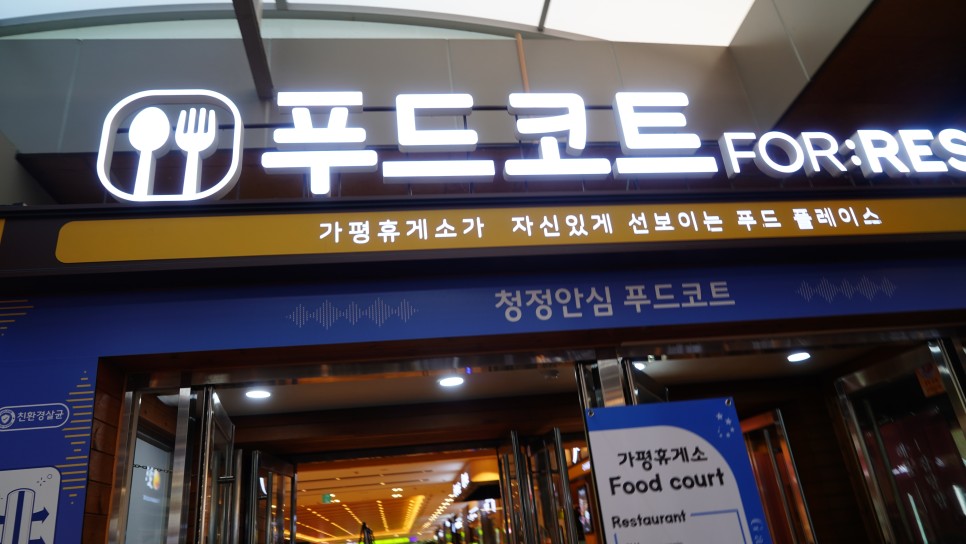 푸드코트 FOR:RES
가평휴게소가 자신있게 선보이는 푸드 플레이스
청정안심 푸드코트
친환경살균
가평휴게소
Food court
Restaurant